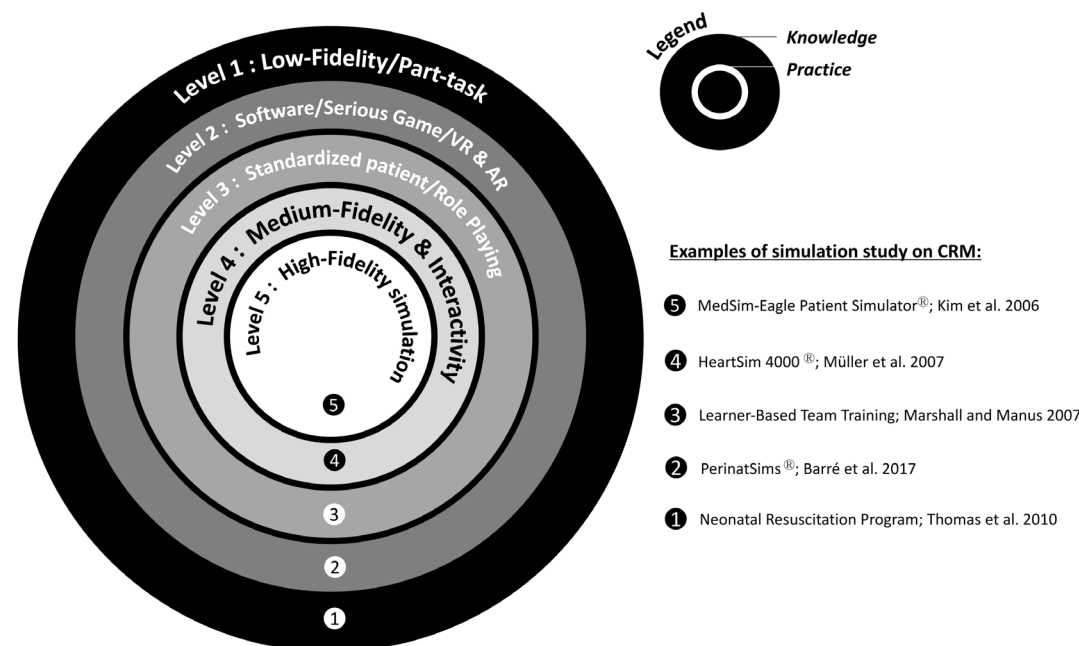 Level 1 : Low-Fidelity/Part-task
Level 2 : Software/Serious Game/VR & AR
Level 3 : Standardized patient/Role Playing
Level 4 : Medium-Fidelity & Interactivity
Level 5 : High-Fidelity simulation
5
4
3
2
1
Legend
Knowledge
Practice
Examples of simulation study on CRM:
5 MedSim-Eagle Patient Simulator®; Kim et al. 2006
4 HeartSim 4000 ®; Müller et al. 2007
3 Learner-Based Team Training; Marshall and Manus 2007
2 PerinatSims ®; Barré et al. 2017
1 Neonatal Resuscitation Program; Thomas et al. 2010